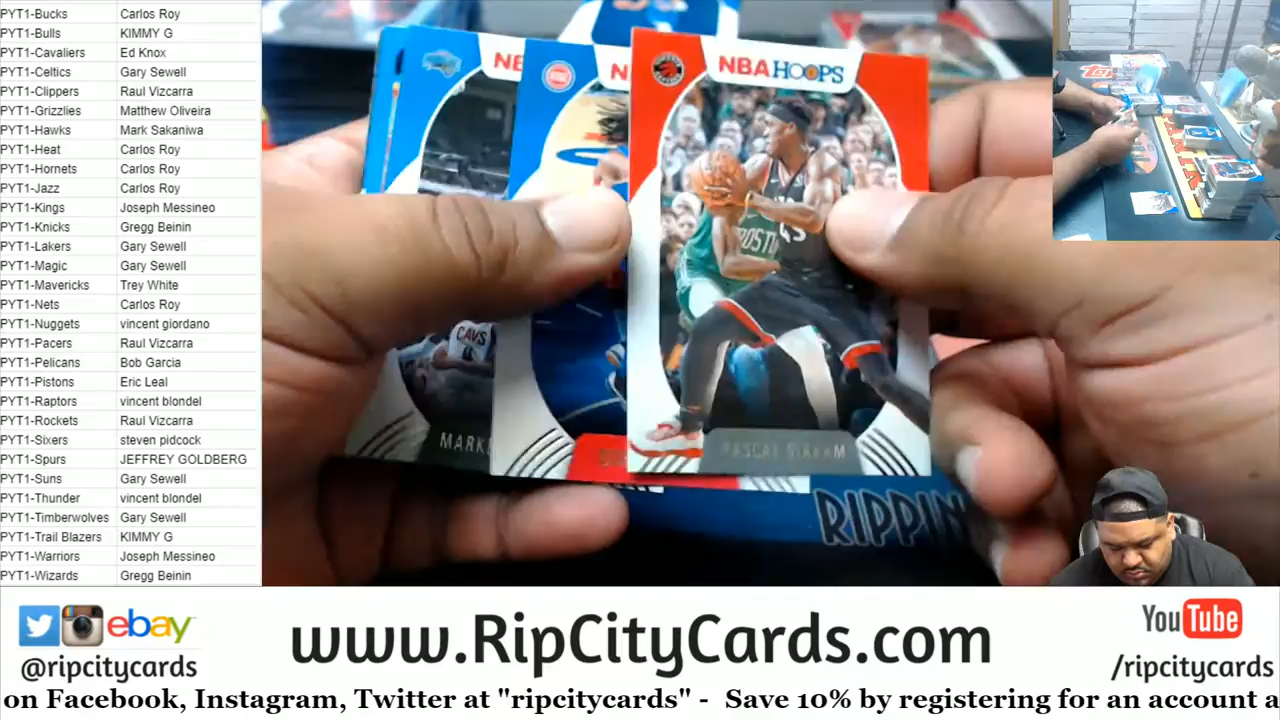 PYT1-Bucks Carlos Roy
PYT1-Bulls KIMMY G
PYT1-Cavaliers Ed Knox
PYT1-Celtics Gary Sewell
PYT1-Clippers Raul Vizcarra
PYT1-Grizzlies Matthew Oliveira
PYT1-Hawks Mark Sakaniwa
PYT1-Heat Carlos Roy
PYT1-Hornets Carlos Roy
PYT1-Jazz Carlos Roy
PYT1-Kings Joseph Messineo
PYT1-Knicks Gregg Beinin
PYT1-Lakers Gary Sewell
PYT1-Magic Gary Sewell
PYT1-Mavericks Trey White
PYT1-Nets Carlos Roy
PYT1-Nuggets vincent giordano
PYT1-Pacers Raul Vizcarra
PYT1-Pelicans Bob Garcia
PYT1-Pistons Eric Leal
PYT1-Raptors vincent blondel
PYT1-Rockets Raul Vizcarra
PYT1-Sixers steven pidcock
PYT1-Spurs JEFFREY GOLDBERG
PYT1-Suns Gary Sewell
PYT1-Thunder vincent blondel
PYT1-Timberwolves Gary Sewell
PYT1-Trail Blazers KIMMY G
PYT1-Warriors Joseph Messineo
PYT1-Wizards Gregg Beinin
NBA HOOPS
BOSTON
43
CAVS
4
MARK
PASCAL SIAKAM
RIPPIN
ebay
@ripcitycards
www.RipCityCards.com
YouTube
/ripcitycards
on Facebook, Instagram, Twitter at "ripcitycards" - Save 10% by registering for an account a